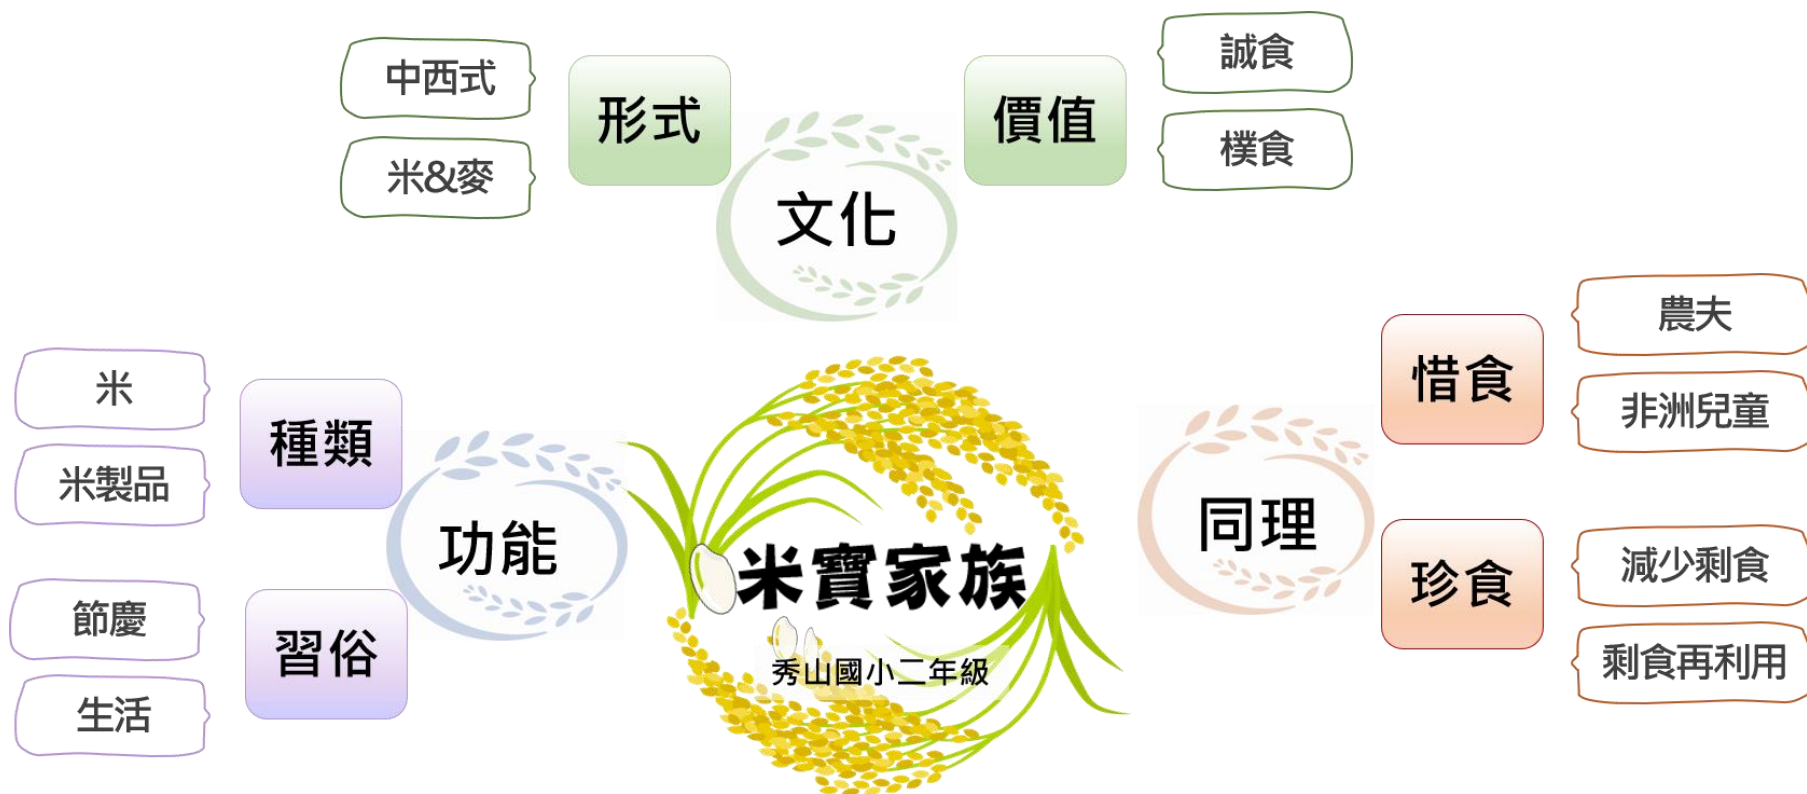 中西式
米&麥
形式
價值
誠食
樸食
文化
米
米製品
種類
節慶
生活
習俗
功能
米寶家族
秀山國小二年級
同理
惜食
農夫
非洲兒童
珍食
減少剩食
剩食再利用